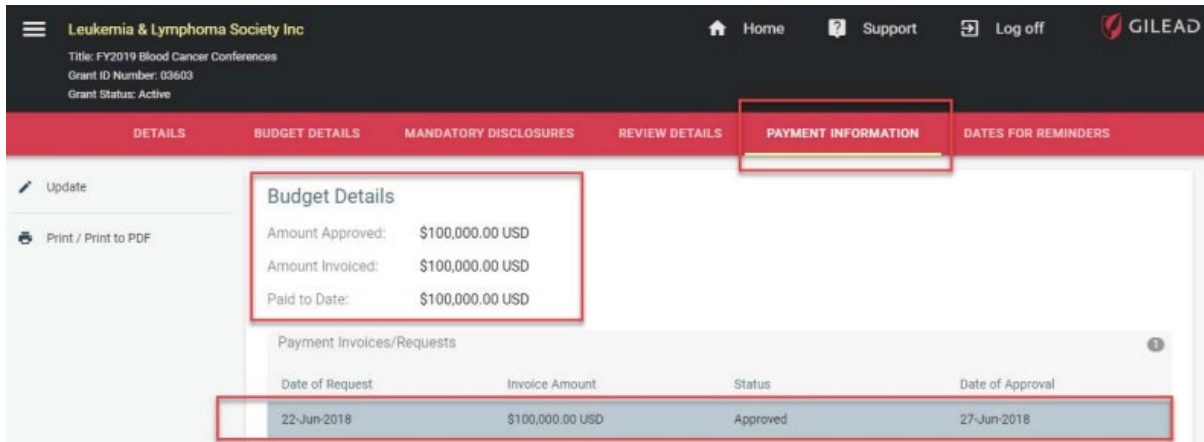 Leukemia & Lymphoma Society Inc
Home
Support
Log off
GILEAD
Title: FY2019 Blood Cancer Conferences
Grant ID Number: 03603
Grant Status: Active
DETAILS
BUDGET DETAILS
MANDATORY DISCLOSURES
REVIEW DETAILS
PAYMENT INFORMATION
DATES FOR REMINDERS
Update
Print / Print to PDF
Budget Details
Amount Approved: $100,000.00 USD
Amount Invoiced: $100,000.00 USD
Paid to Date: $100,000.00 USD
Payment Invoices/Requests 1
Date of Request Invoice Amount Status Date of Approval
22-Jun-2018 $100,000.00 USD Approved 27-Jun-2018